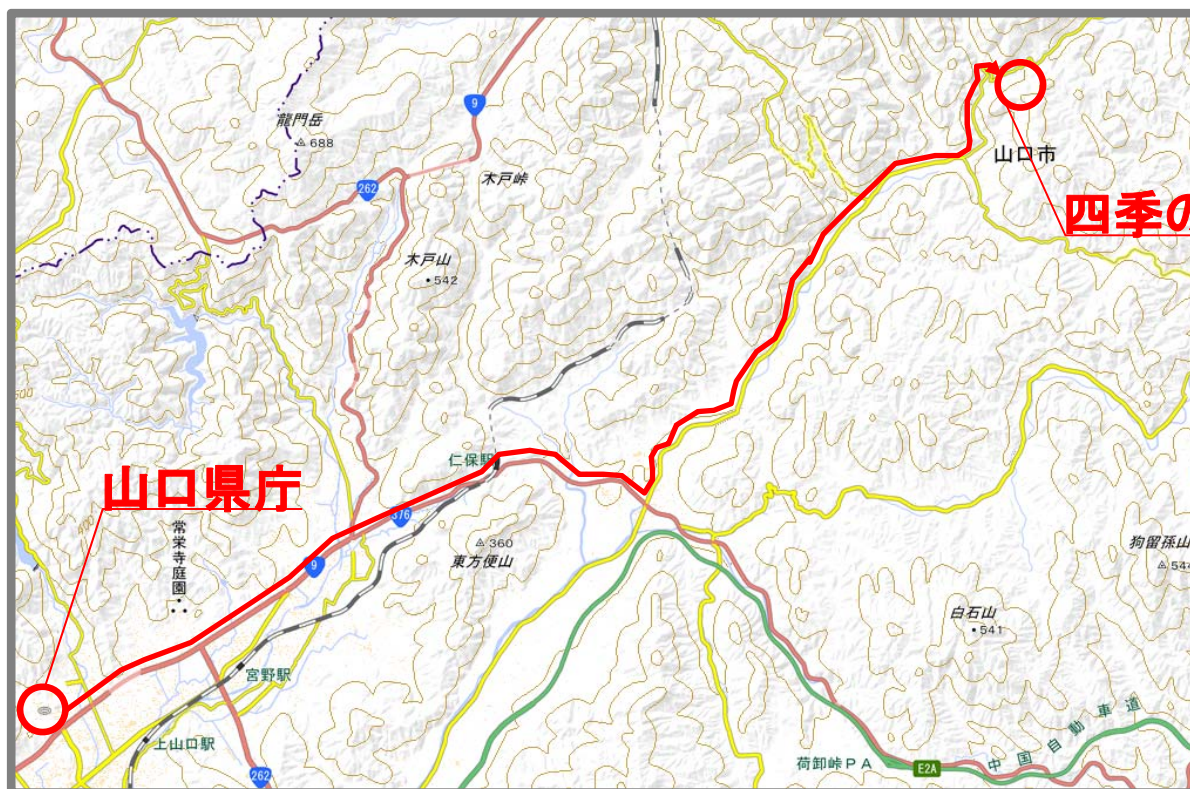 9
龍門岳
688
262
木戸峠
山口市
四季の
木戸山
542
仁保駅
山口県庁
376
常栄寺庭園
360
東方便山
狗留孫山
544
9
白石山
541
宮野駅
上山口駅
262
荷卸峠PA
E2A
中国自動車道